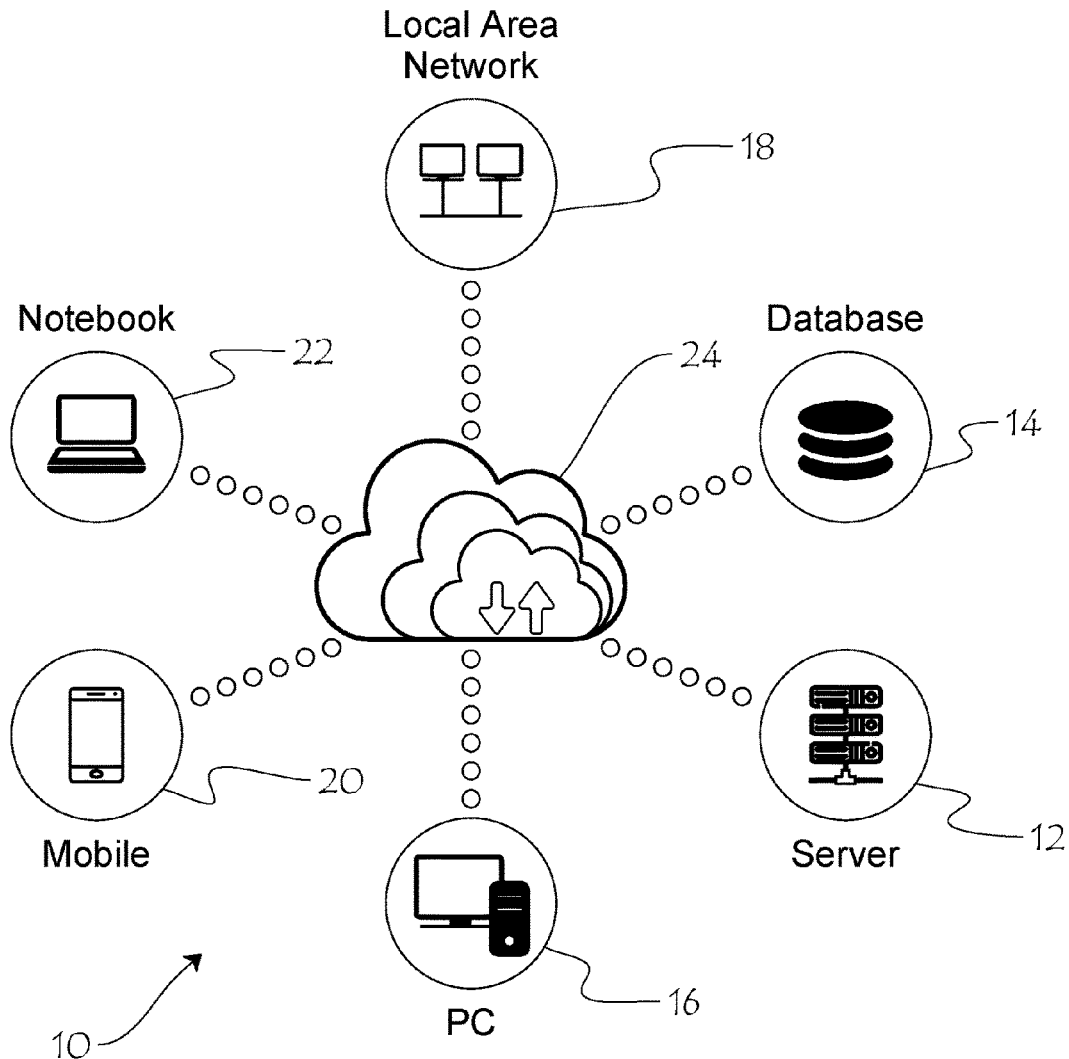 Local Area
Network
18
Notebook
22
24
Database
14
20
Mobile
12
Server
16
PC
10